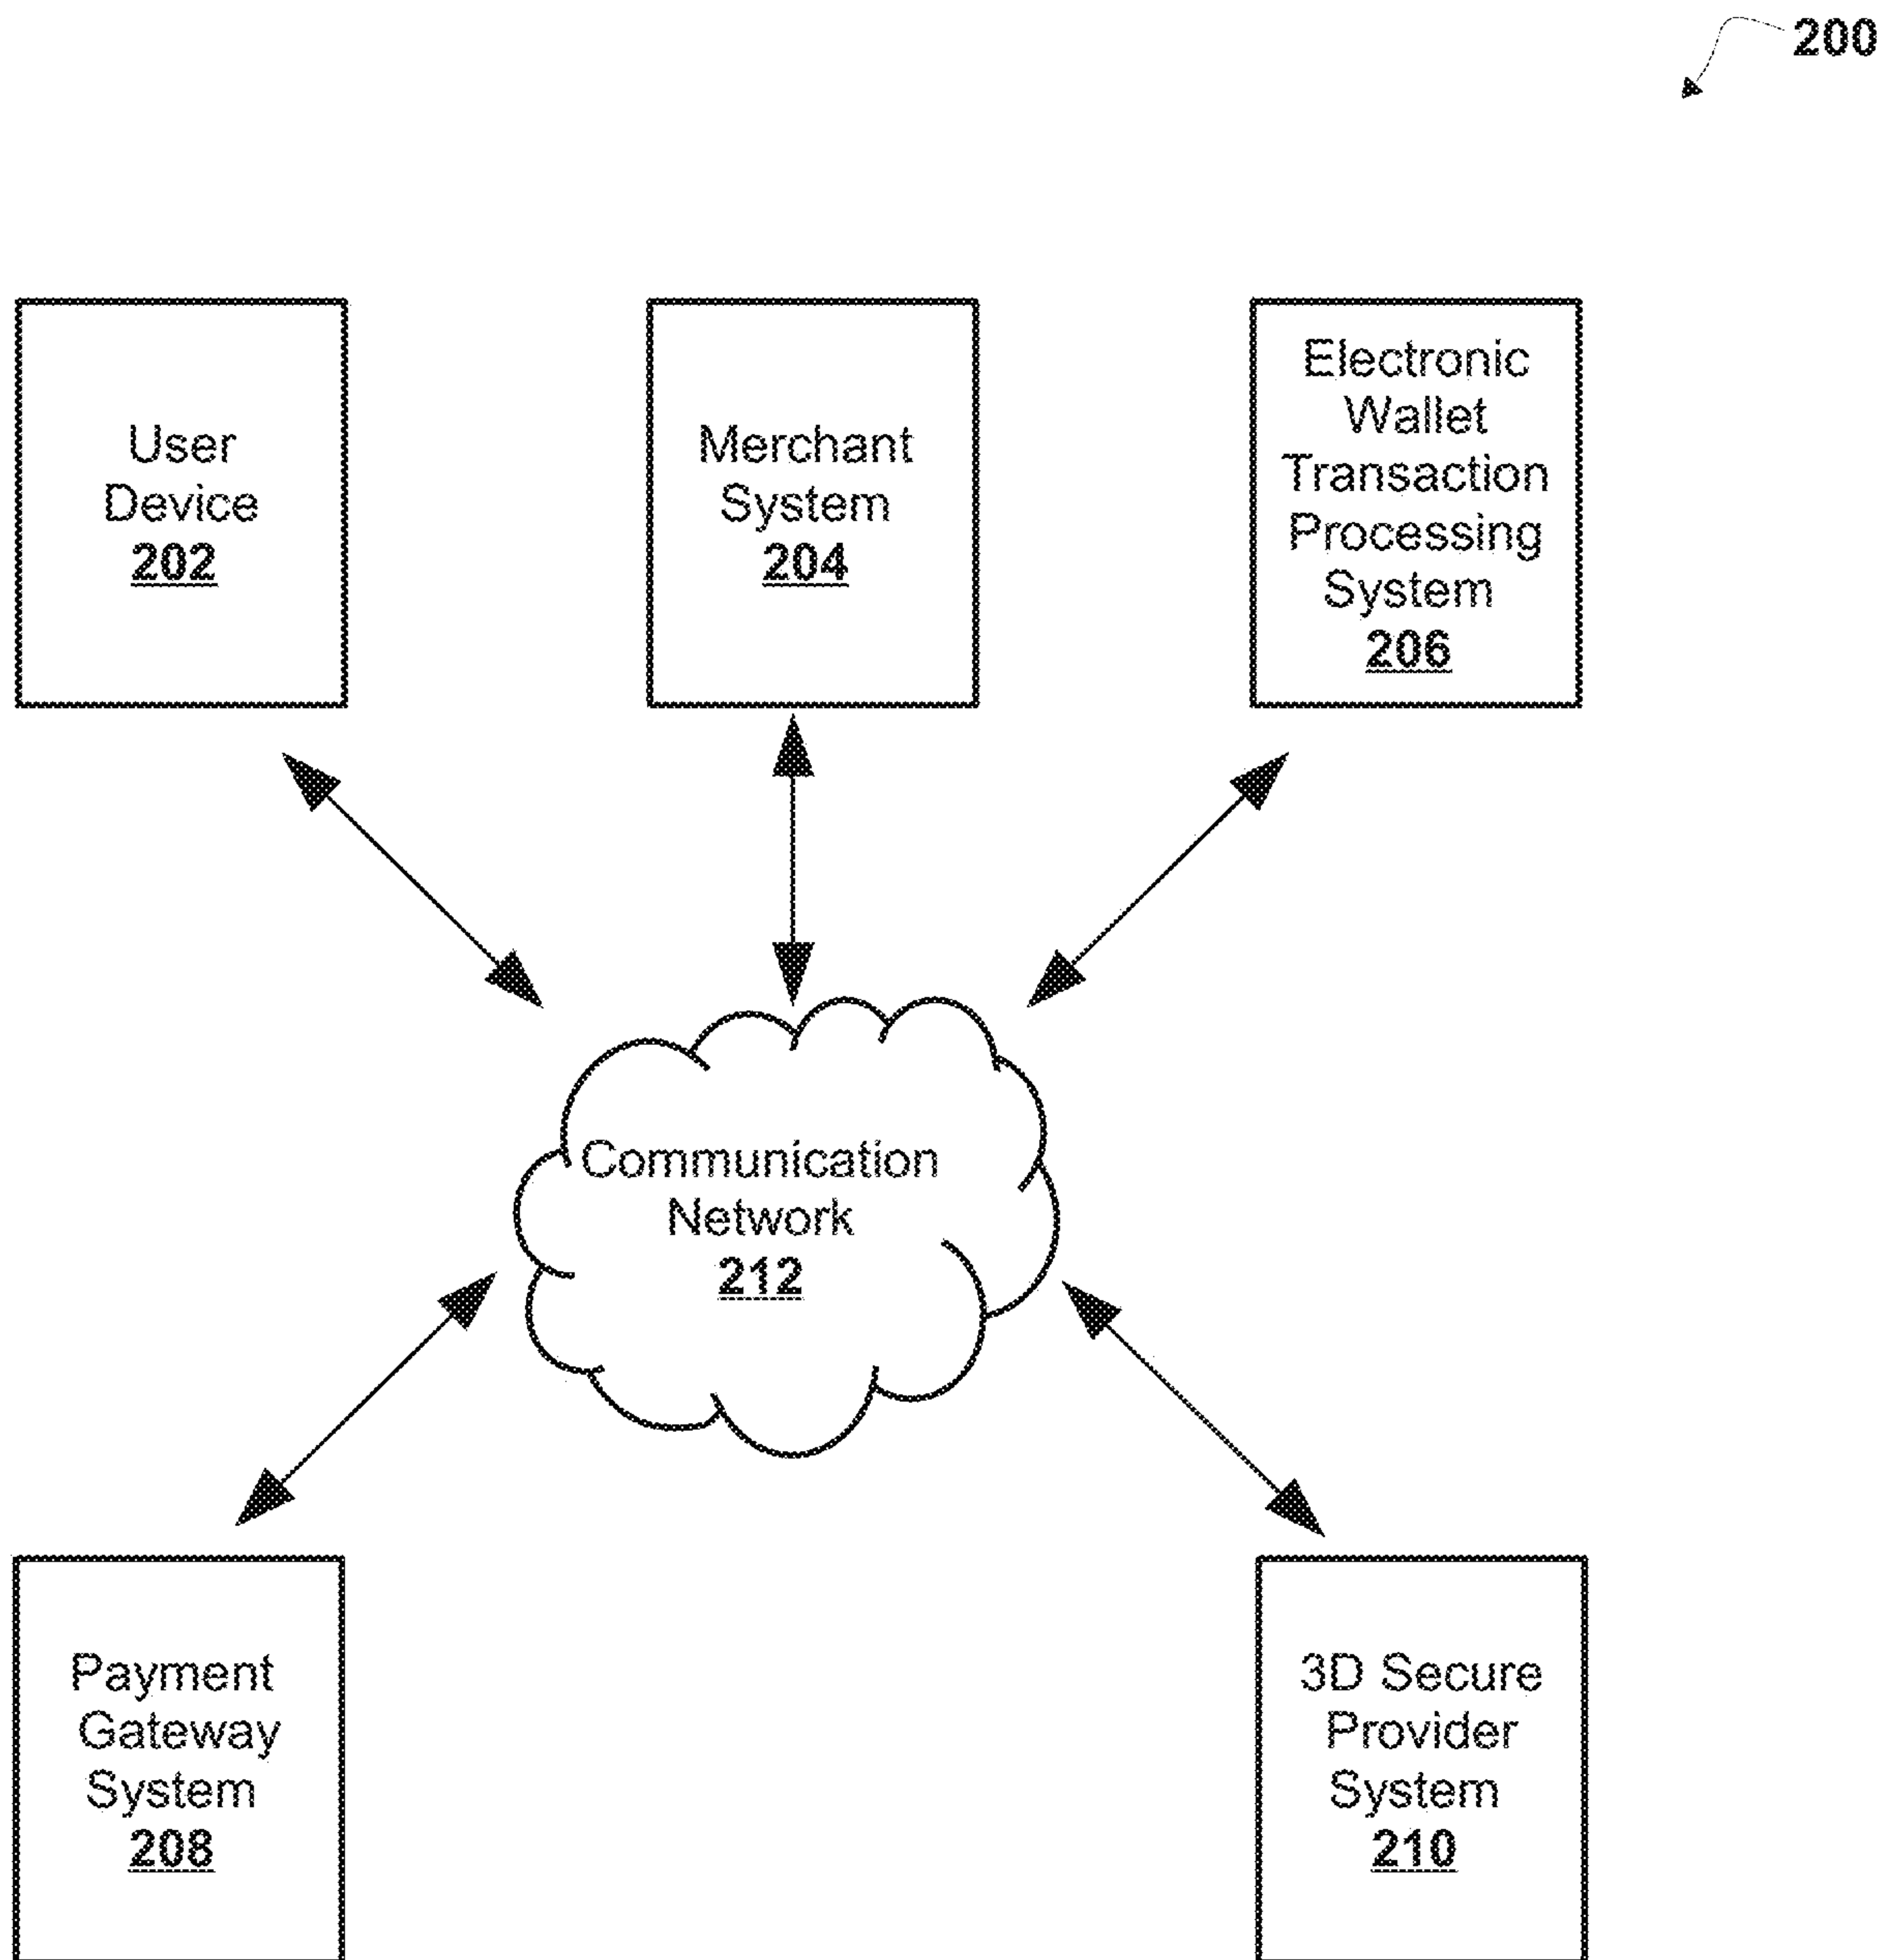 200
User
Device
202
Merchant
System
204
Electronic
Wallet
Transaction
Processing
System
206
Communication
Network
212
Payment
Gateway
System
208
3D Secure
Provider
System
210